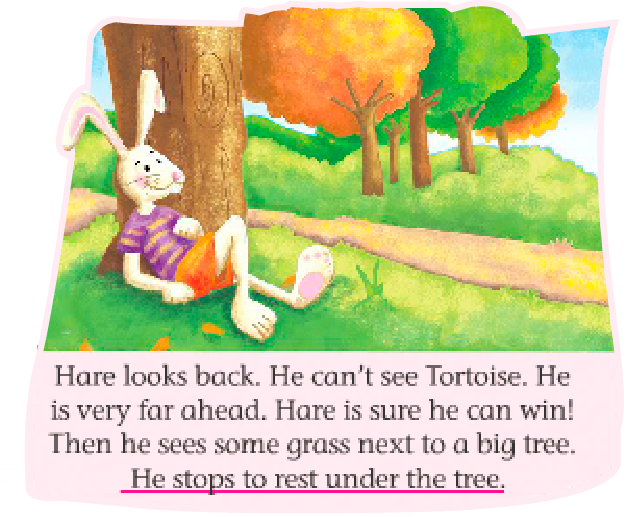 Hare looks back. He can't see Tortoise. He
is very far ahead. Hare is sure he can win!
Then he sees some grass next to a big tree.
He stops to rest under the tree.